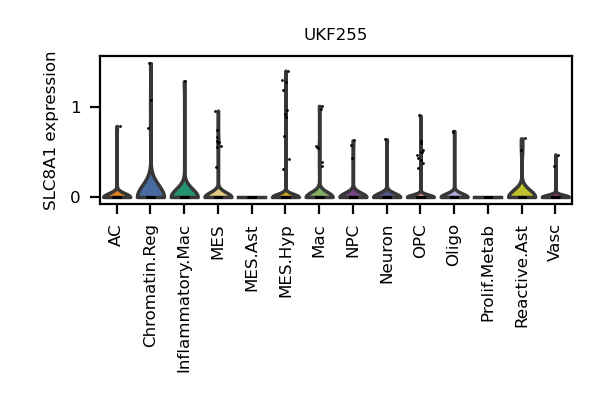 UKF255
SLC8A1 expression
1
0
AC
Chromatin.Reg
Inflammatory.Mac
MES
MES.Ast
MES.Hyp
Mac
NPC
Neuron
OPC
Oligo
Prolif.Metab
Reactive.Ast
Vasc